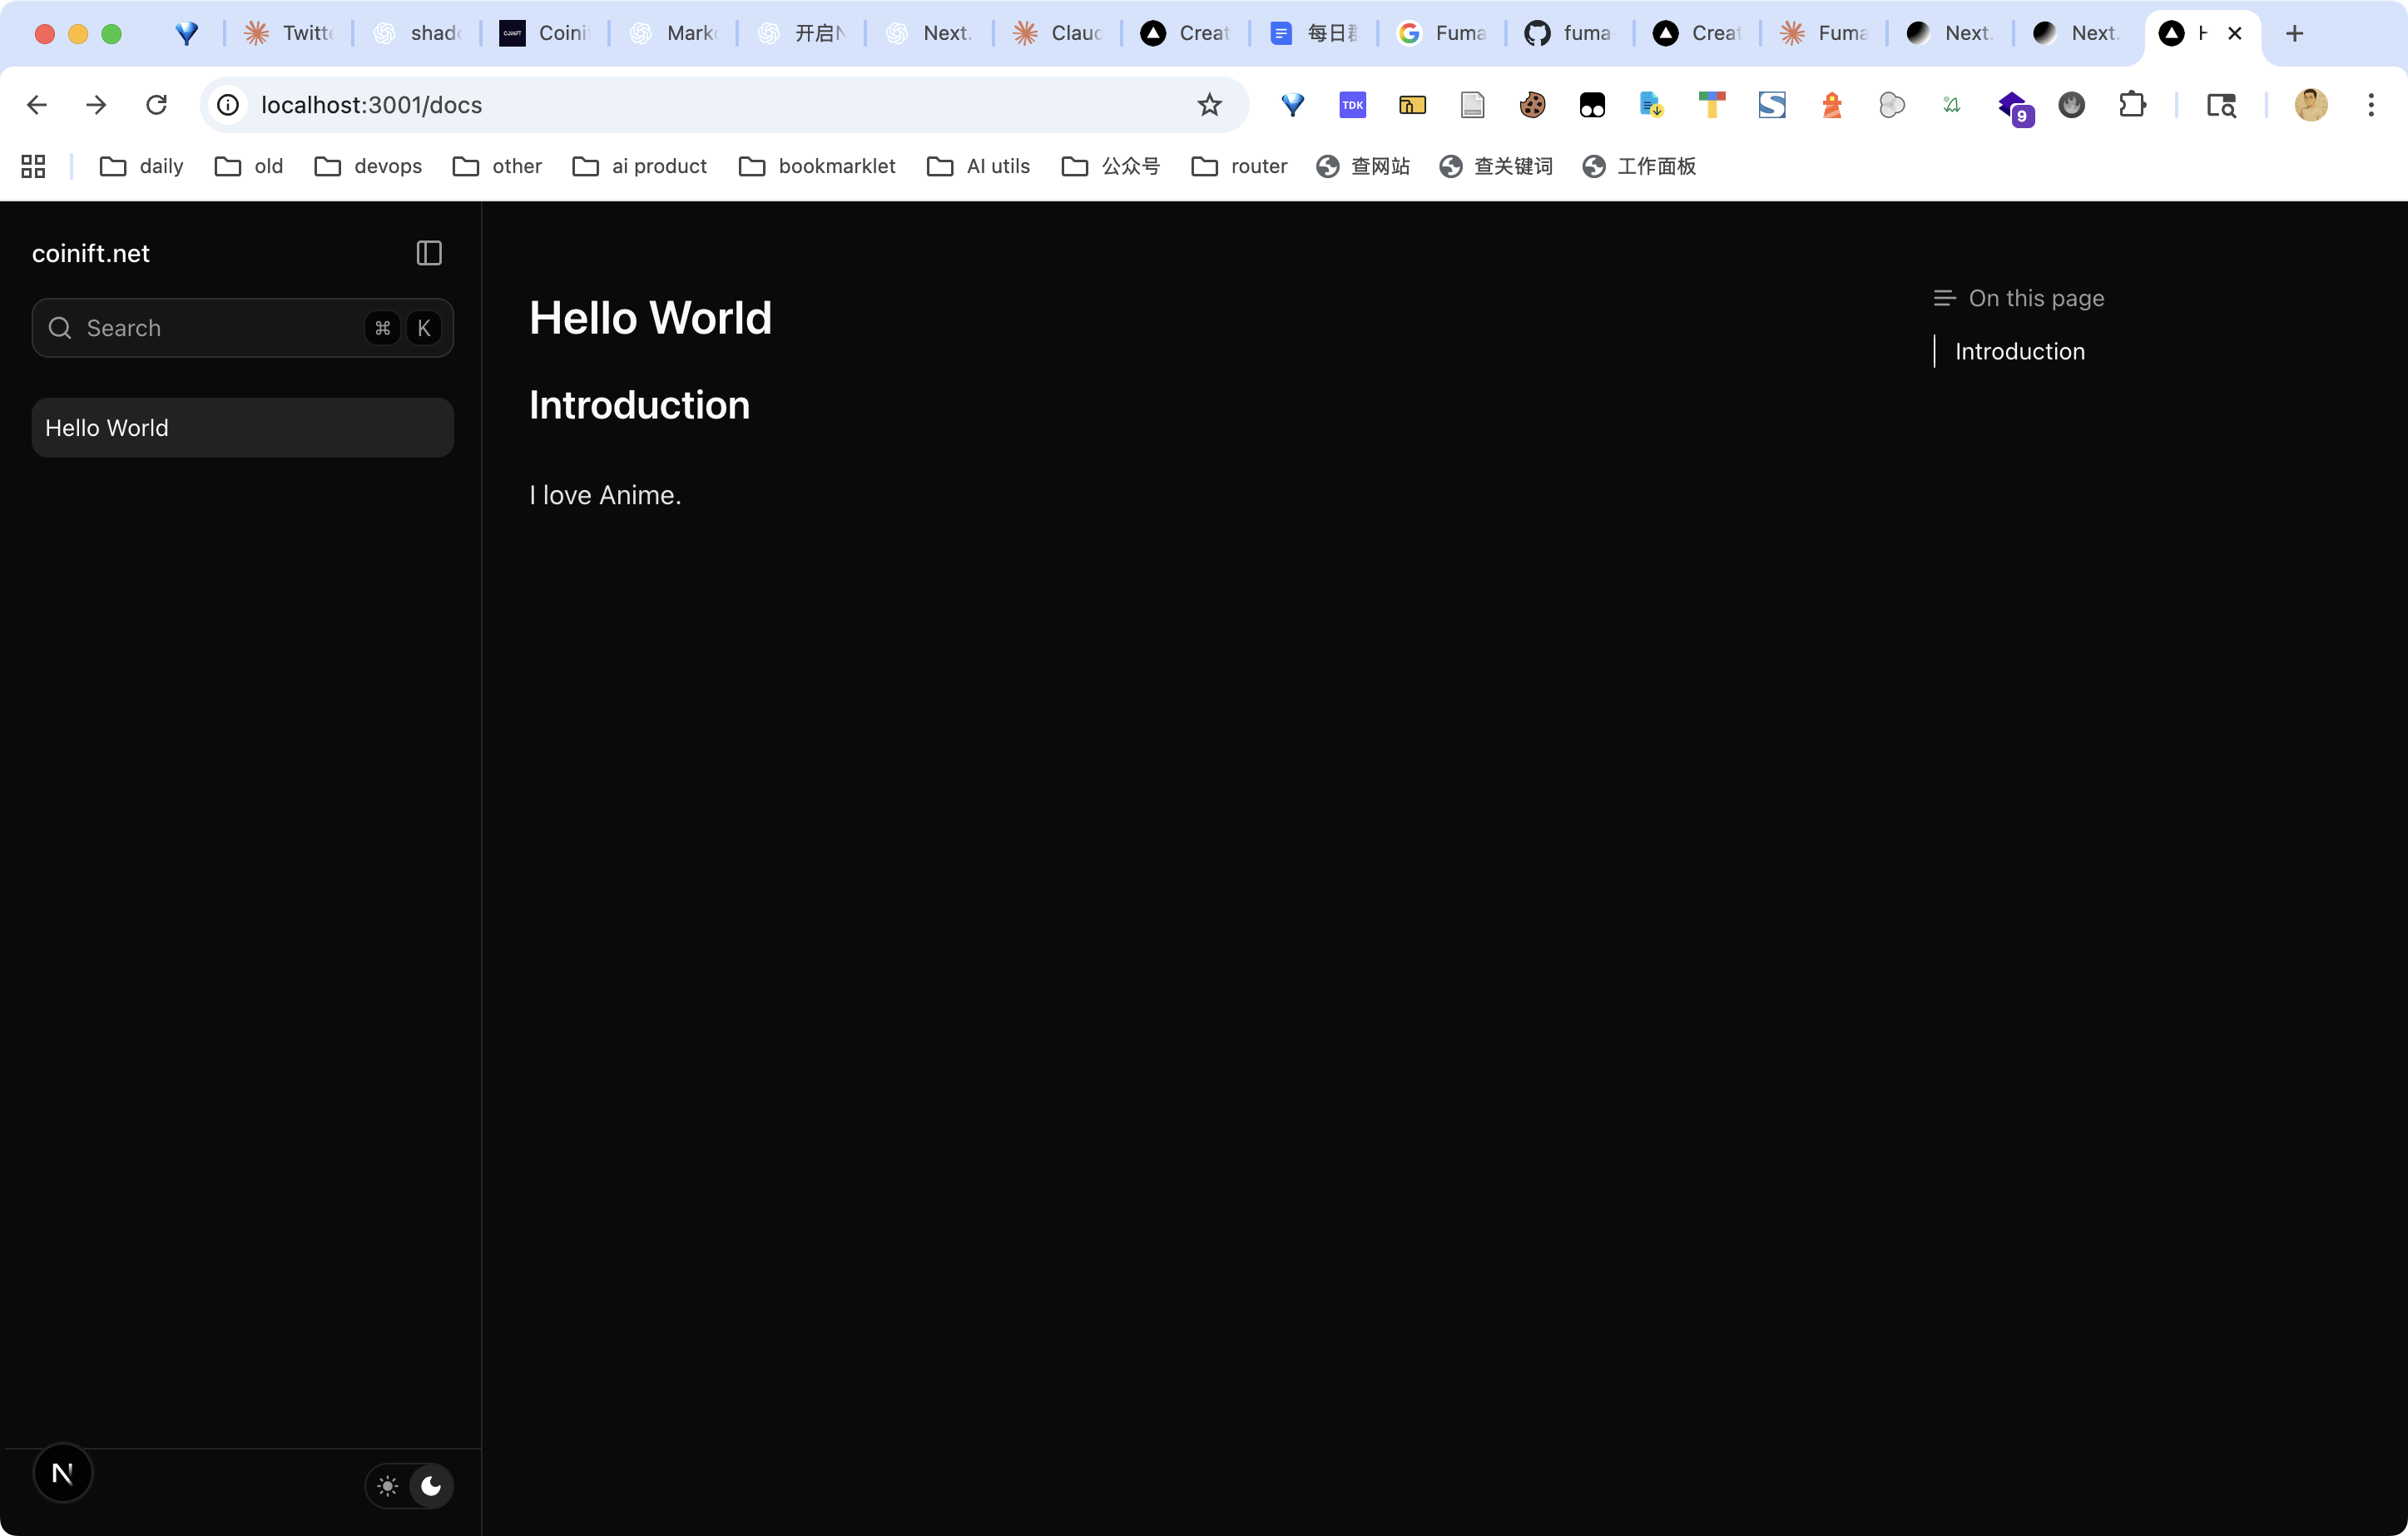 Twitte shad Coinif Mark 开启N Next. Clauc Creat 每日 Fuma fuma- Creat Fuma Next. Next. H
localhost:3001/docs
TDK
9
daily old devops other ai product bookmarklet AI utils 公众号 router 查网站 查关键词 工作面板
coinift.net
Search ⌘ K
Hello World
Hello World
Introduction
I love Anime.
On this page
Introduction
N